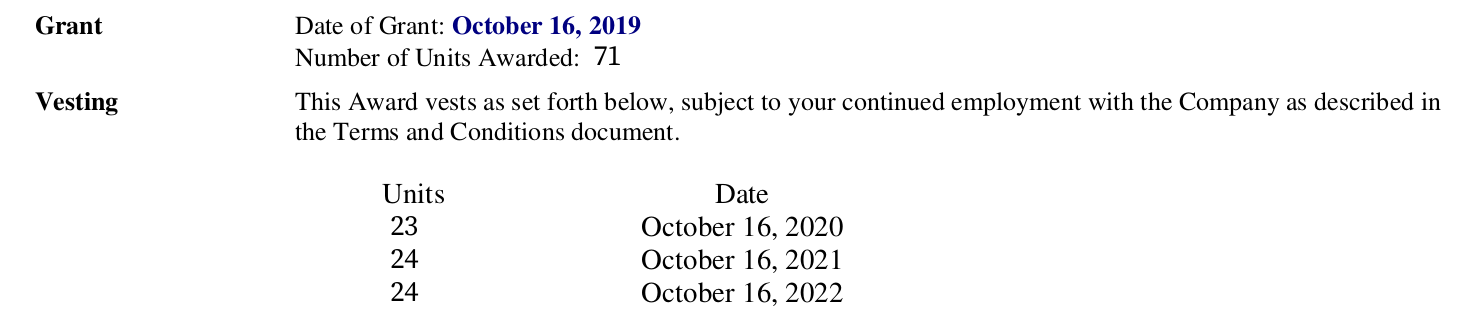 Grant Date of Grant: October 16, 2019
Number of Units Awarded: 71
Vesting This Award vests as set forth below, subject to your continued employment with the Company as described in
the Terms and Conditions document.
Units Date
23 October 16, 2020
24 October 16, 2021
24 October 16, 2022